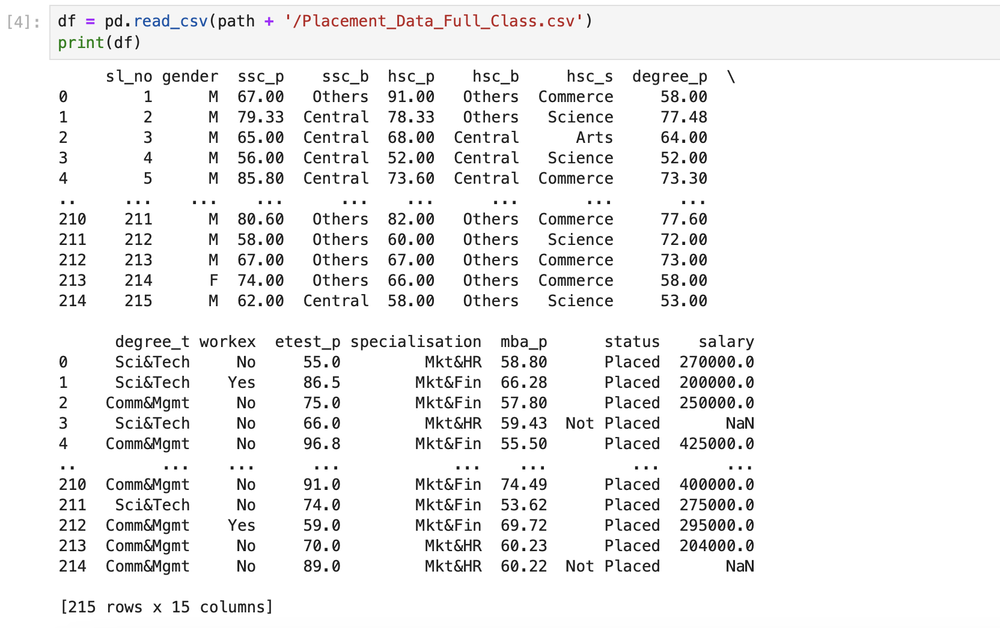 [4]: df = pd.read_csv(path + '/Placement_Data_Full_Class.csv')
print(df)
     sl_no gender  ssc_p    ssc_b  hsc_p    hsc_b     hsc_s  degree_p  \
0        1      M  67.00   Others  91.00   Others  Commerce     58.00
1        2      M  79.33  Central  78.33   Others   Science     77.48
2        3      M  65.00  Central  68.00  Central      Arts     64.00
3        4      M  56.00  Central  52.00  Central   Science     52.00
4        5      M  85.80  Central  73.60  Central  Commerce     73.30
..     ...    ...    ...      ...    ...      ...       ...       ...
210    211      M  80.60   Others  82.00   Others  Commerce     77.60
211    212      M  58.00   Others  60.00   Others   Science     72.00
212    213      M  67.00   Others  67.00   Others  Commerce     73.00
213    214      F  74.00   Others  66.00   Others  Commerce     58.00
214    215      M  62.00  Central  58.00   Others   Science     53.00
      degree_t workex  etest_p specialisation  mba_p      status    salary
0     Sci&Tech     No     55.0         Mkt&HR  58.80      Placed  270000.0
1     Sci&Tech    Yes     86.5        Mkt&Fin  66.28      Placed  200000.0
2    Comm&Mgmt     No     75.0        Mkt&Fin  57.80      Placed  250000.0
3     Sci&Tech     No     66.0         Mkt&HR  59.43  Not Placed       NaN
4    Comm&Mgmt     No     96.8        Mkt&Fin  55.50      Placed  425000.0
..         ...    ...      ...            ...    ...         ...       ...
210  Comm&Mgmt     No     91.0        Mkt&Fin  74.49      Placed  400000.0
211   Sci&Tech     No     74.0        Mkt&Fin  53.62      Placed  275000.0
212  Comm&Mgmt    Yes     59.0        Mkt&Fin  69.72      Placed  295000.0
213  Comm&Mgmt     No     70.0         Mkt&HR  60.23      Placed  204000.0
214  Comm&Mgmt     No     89.0         Mkt&HR  60.22  Not Placed       NaN
[215 rows x 15 columns]